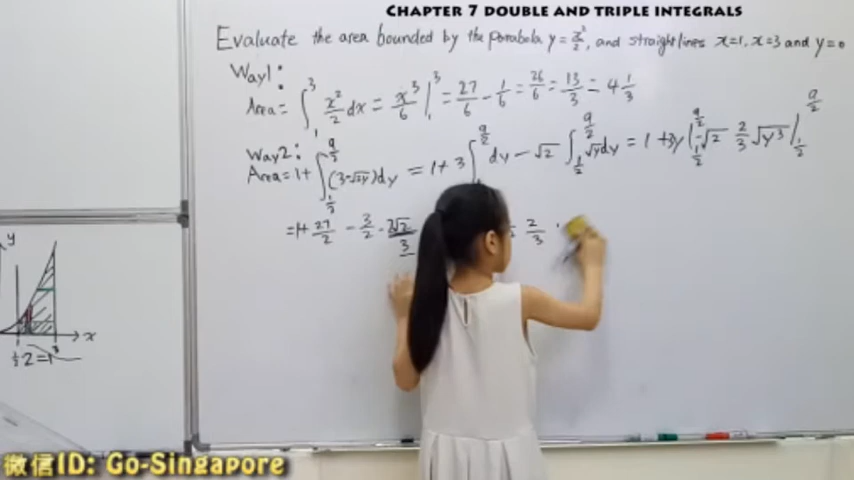 CHAPTER 7 DOUBLE AND TRIPLE INTEGRALS
Evaluate the area bounded by the parabola y = x²/2, and straight lines x=1, x=3 and y=0
Way1:
Area = ∫₁³ x²/2 dx = x³/6 |₁³ = 27/6 - 1/6 = 26/6 = 13/3 = 4 1/3
Way2:
Area = 1+ ∫_{1/2}^{9/2} (3-√2y) dy = 1+3 ∫^{9/2} dy - √2 ∫_{1/2}^{9/2} √y dy = 1 +3y |_{1/2}^{9/2} -√2 2/3 √y³ |_{1/2}^{9/2}
= 1+ 27/2 - 3/2 - 2√2/3 2/3 ·
y
x
3
1/2·2=1
微信ID: Go-Singapore